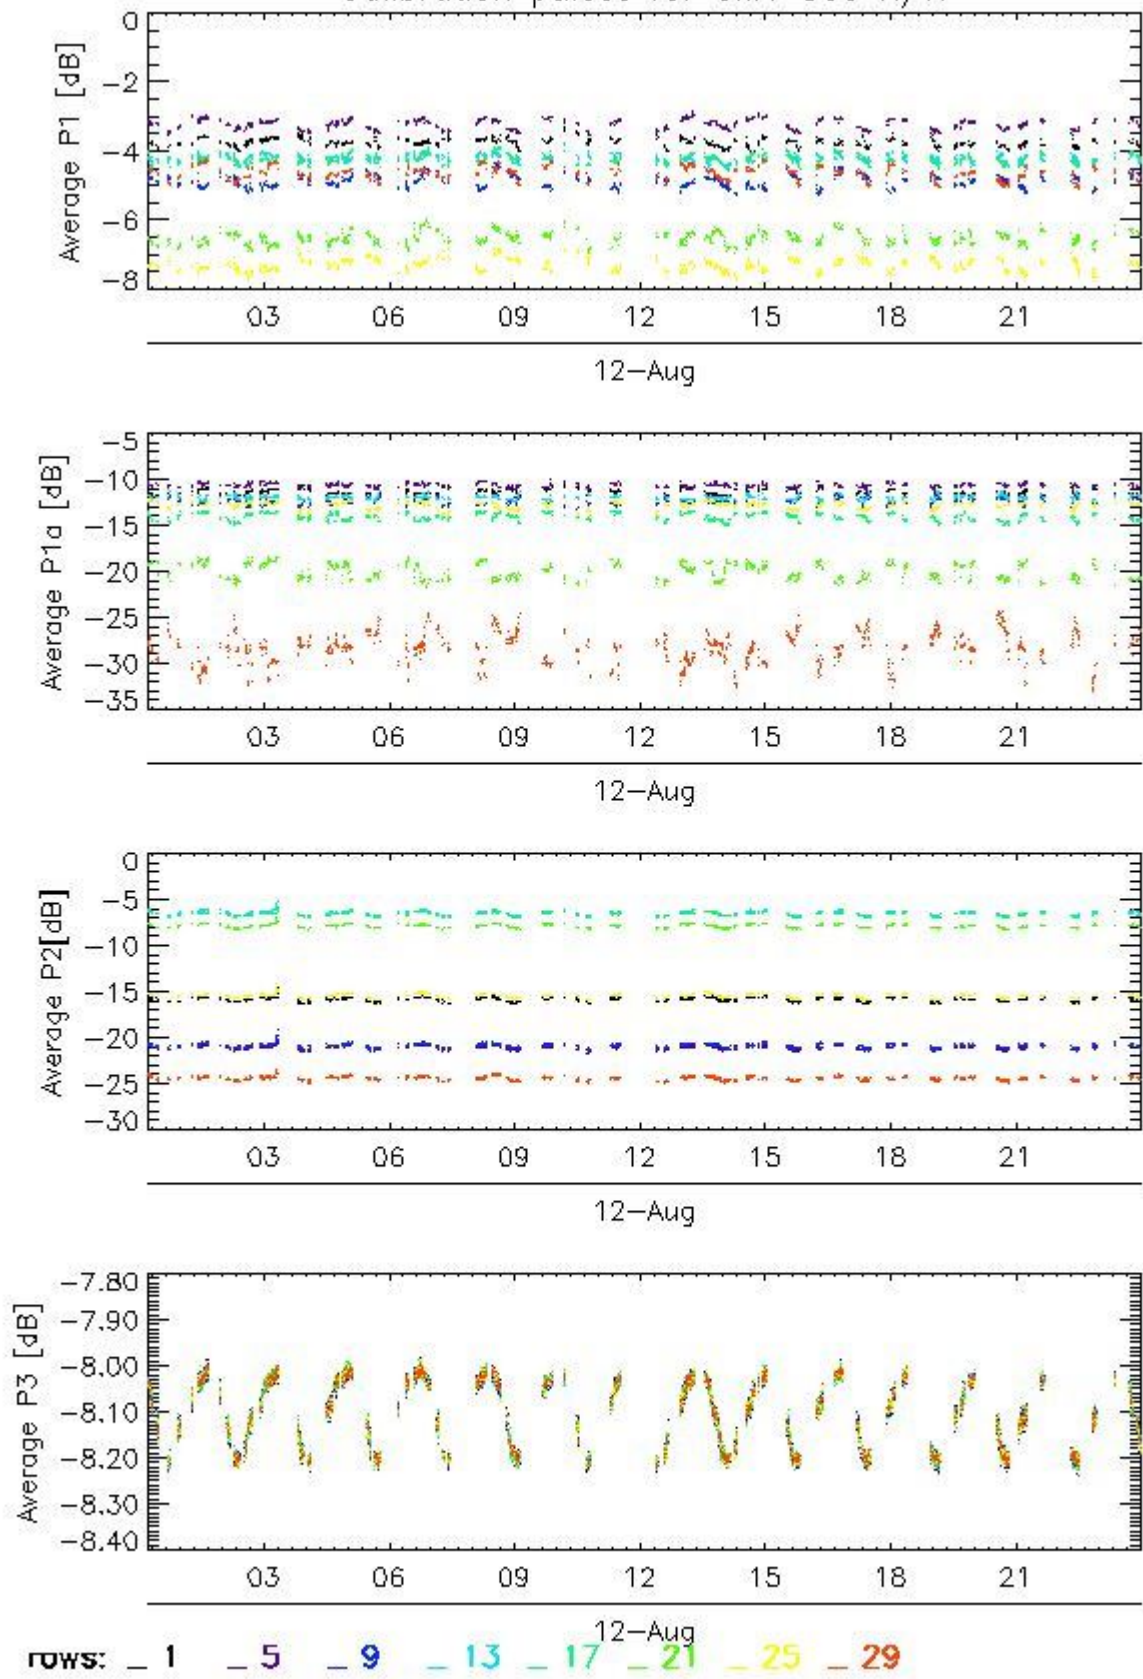 Average P1 [dB]
0
-2
-4
-6
-8
03 06 09 12 15 18 21
12-Aug
Average P1a [dB]
-5
-10
-15
-20
-25
-30
-35
03 06 09 12 15 18 21
12-Aug
Average P2[dB]
0
-5
-10
-15
-20
-25
-30
03 06 09 12 15 18 21
12-Aug
Average P3 [dB]
-7.80
-7.90
-8.00
-8.10
-8.20
-8.30
-8.40
03 06 09 12 15 18 21
12-Aug
rows: _ 1 _ 5 _ 9 _ 13 _ 17 _ 21 _ 25 _ 29